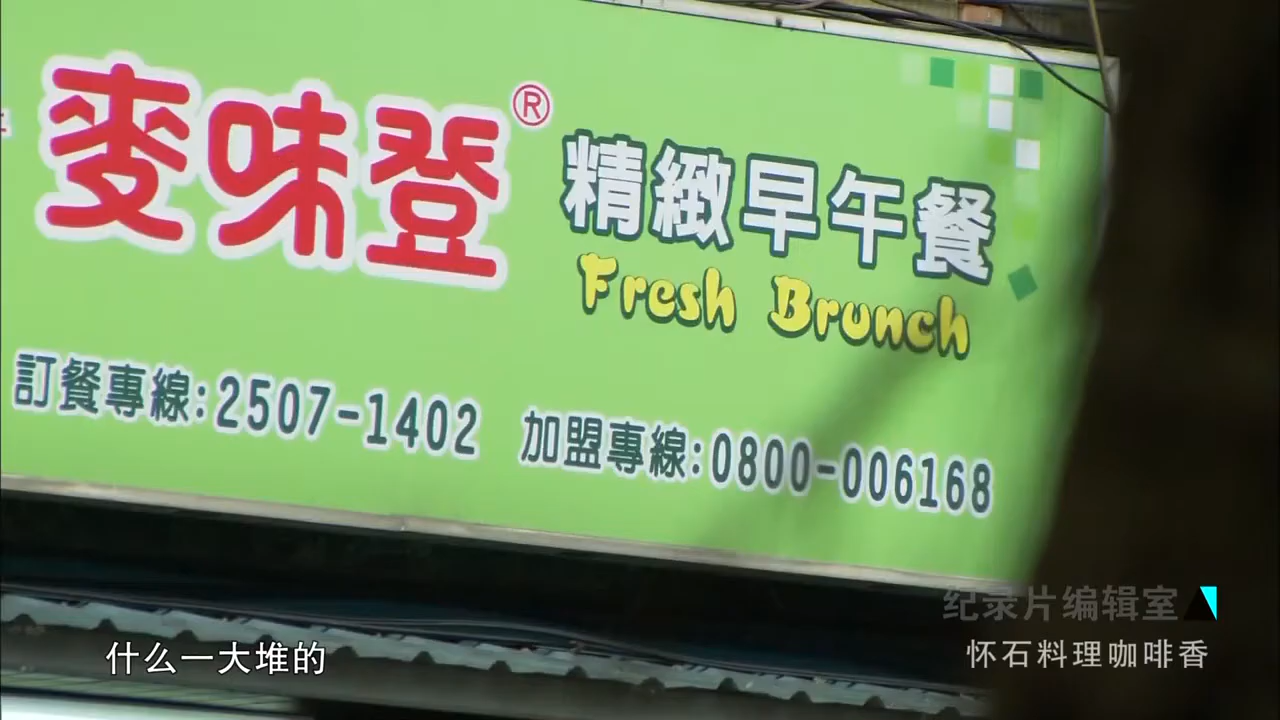 麥味登®
精緻早午餐
Fresh Brunch
訂餐專線:2507-1402
加盟專線:0800-006168
纪录片编辑室
怀石料理咖啡香
什么一大堆的